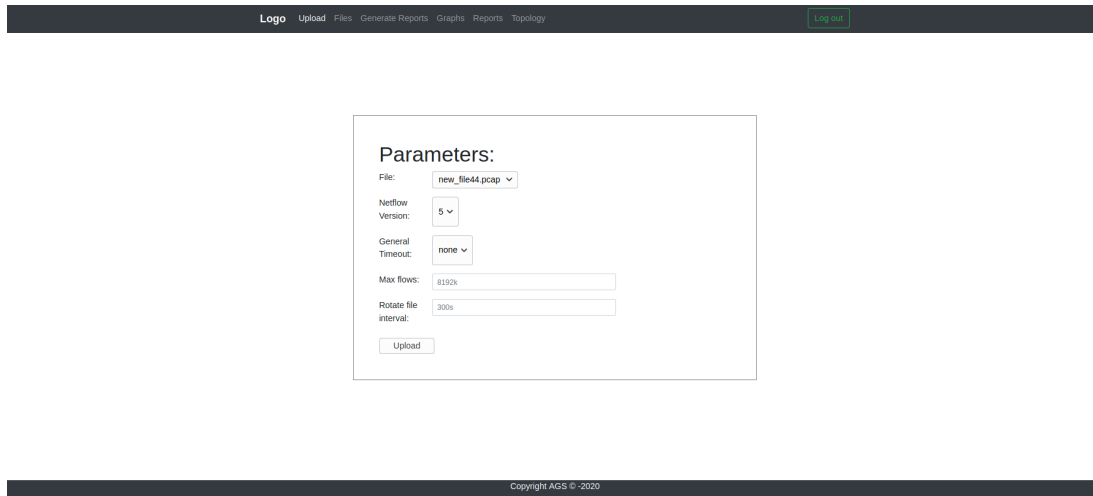 Logo Upload Files Generate Reports Graphs Reports Topology Log out
Parameters:
File: new_file44.pcap
Netflow
Version: 5
General
Timeout: none
Max flows: 8192k
Rotate file
interval: 300s
Upload
Copyright AGS © -2020